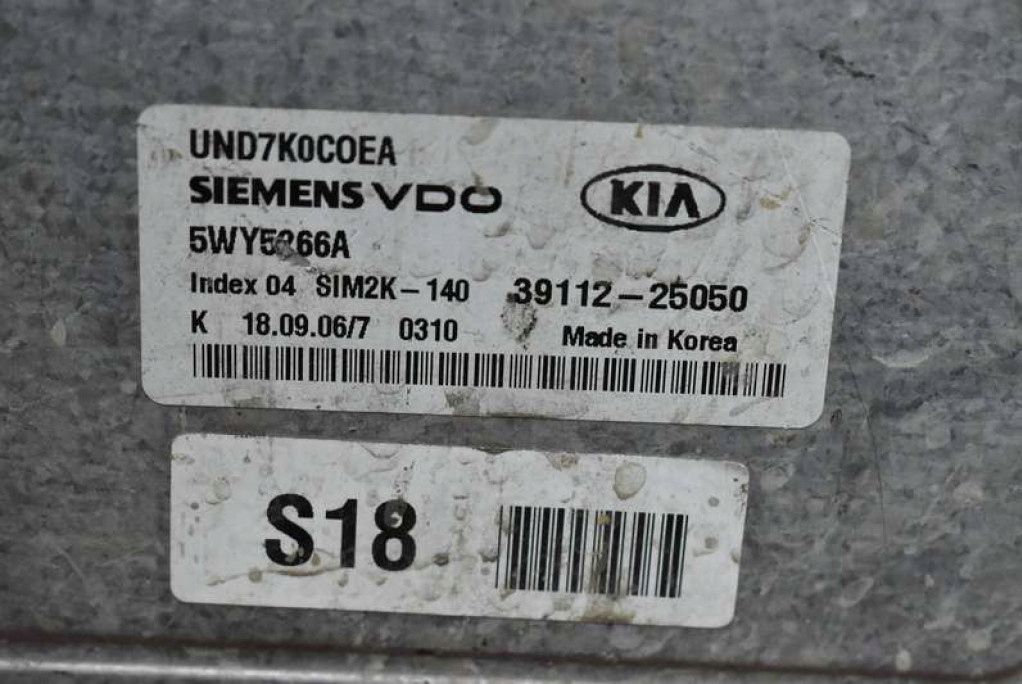 UND7K0C0EA
SIEMENS VDO
KIA
Index 04 SIM2K-140 39112-25050
K 18.09.06/7 0310 Made in Korea
S18